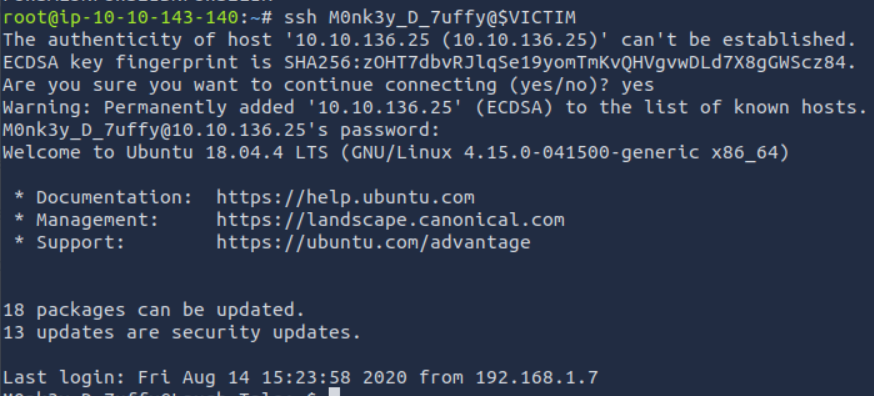 root@ip-10-10-143-140:~# ssh M0nk3y_D_7uffy@$VICTIM
The authenticity of host '10.10.136.25 (10.10.136.25)' can't be established.
ECDSA key fingerprint is SHA256:zOHT7dbvRJlqSe19yomTmKvQHVgvwDLd7X8gGWScz84.
Are you sure you want to continue connecting (yes/no)? yes
Warning: Permanently added '10.10.136.25' (ECDSA) to the list of known hosts.
M0nk3y_D_7uffy@10.10.136.25's password:
Welcome to Ubuntu 18.04.4 LTS (GNU/Linux 4.15.0-041500-generic x86_64)
* Documentation: https://help.ubuntu.com
* Management: https://landscape.canonical.com
* Support: https://ubuntu.com/advantage
18 packages can be updated.
13 updates are security updates.
Last login: Fri Aug 14 15:23:58 2020 from 192.168.1.7